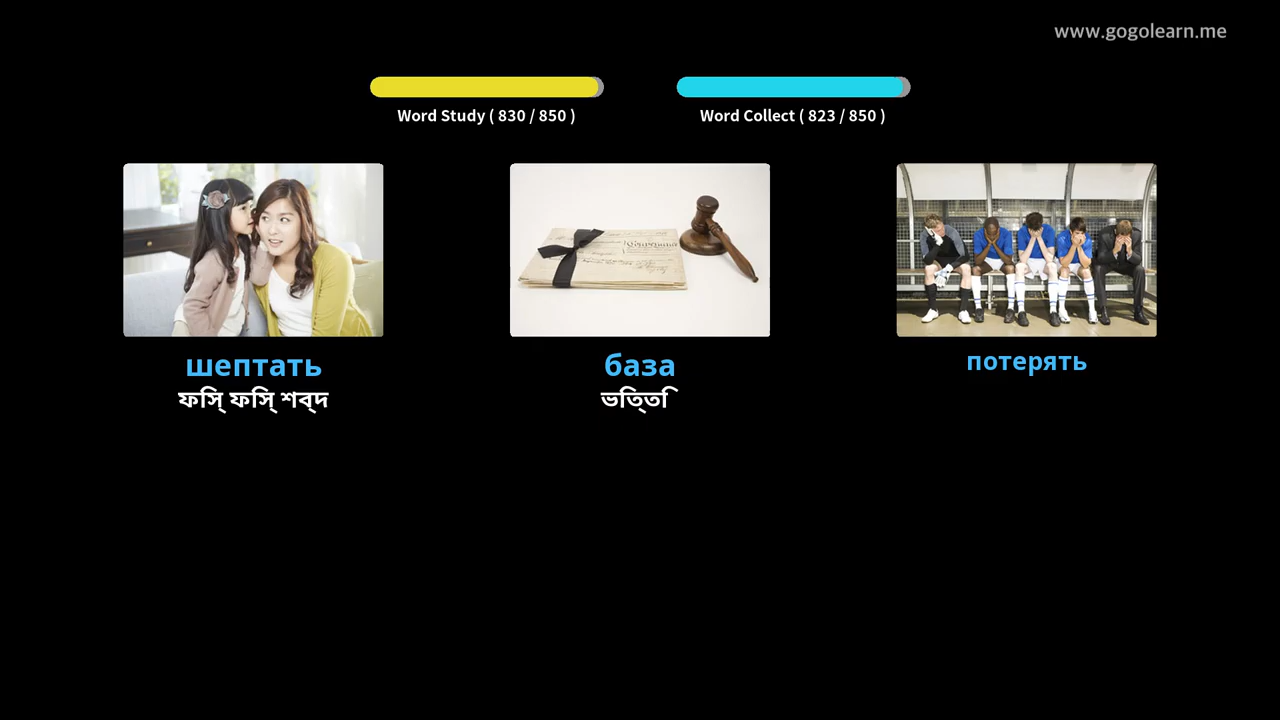 www.gogolearn.me
Word Study ( 830 / 850 )
Word Collect ( 823 / 850 )
шептать
база
потерять
ফিস্ ফিস্ শব্দ
ভিত্তি